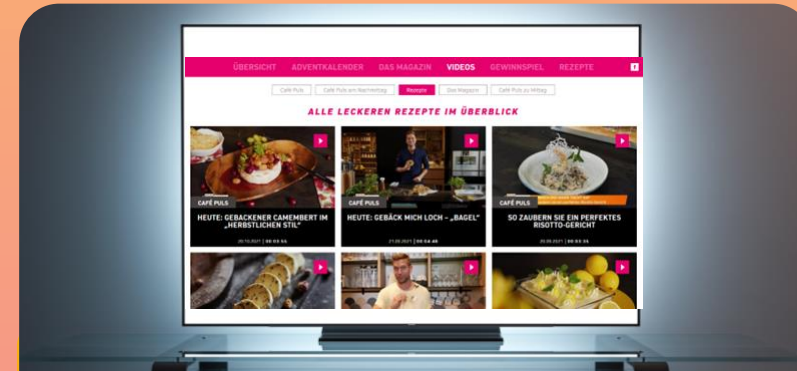 ÜBERSICHT ADVENTKALENDER DAS MAGAZIN VIDEOS GEWINNSPIEL REZEPTE f
Café Puls Café Puls am Nachmittag Rezepte Das Magazin Café Puls zu Mittag
ALLE LECKEREN REZEPTE IM ÜBERBLICK
CAFÉ PULS CAFÉ PULS CAFÉ PULS
HEUTE: GEBACKENER CAMEMBERT IM
„HERBSTLICHEN STIL“
HEUTE: GEBÄCK MICH LOCH – „BAGEL“
SO ZAUBERN SIE EIN PERFEKTES
RISOTTO-GERICHT